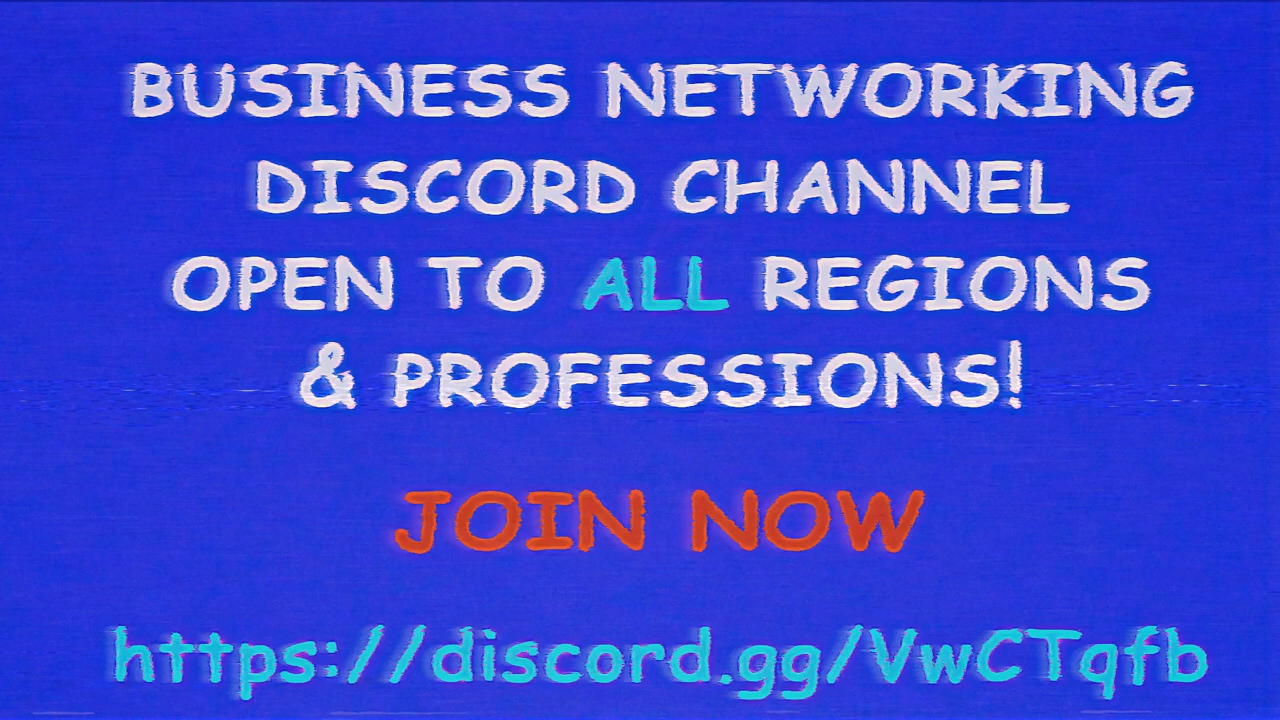 BUSINESS NETWORKING
DISCORD CHANNEL
OPEN TO ALL REGIONS
& PROFESSIONS!
JOIN NOW
https://discord.gg/VwCTqfb